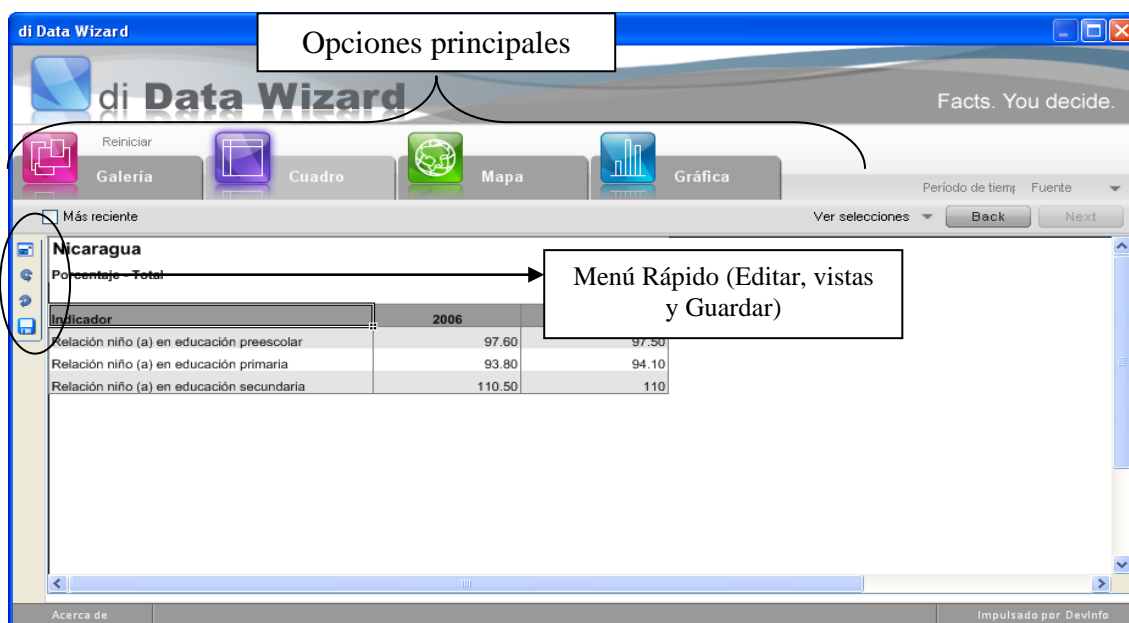 di Data Wizard
Opciones principales
di Data Wizard
Facts. You decide.
Reiniciar
Galería
Cuadro
Mapa
Gráfica
Período de tiemp
Fuente
Más reciente
Ver selecciones
Back
Next
Nicaragua
Porcentaje - Total
Menú Rápido (Editar, vistas
y Guardar)
Indicador 2006
Relación niño (a) en educación preescolar 97.60 97.50
Relación niño (a) en educación primaria 93.80 94.10
Relación niño (a) en educación secundaria 110.50 110
Acerca de
Impulsado por DevInfo